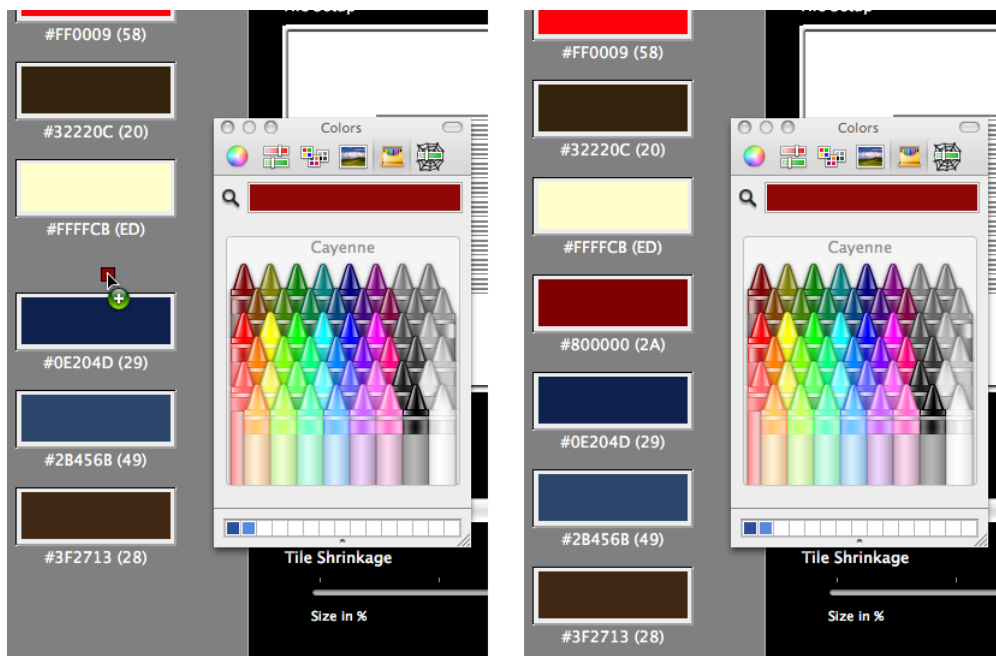 #FF0009 (58)
#32220C (20)
#FFFFCB (ED)
#0E204D (29)
#2B456B (49)
#3F2713 (28)
Colors
Cayenne
Tile Shrinkage
Size in %
#FF0009 (58)
#32220C (20)
#FFFFCB (ED)
#800000 (2A)
#0E204D (29)
#2B456B (49)
#3F2713 (28)
Colors
Cayenne
Tile Shrinkage
Size in %